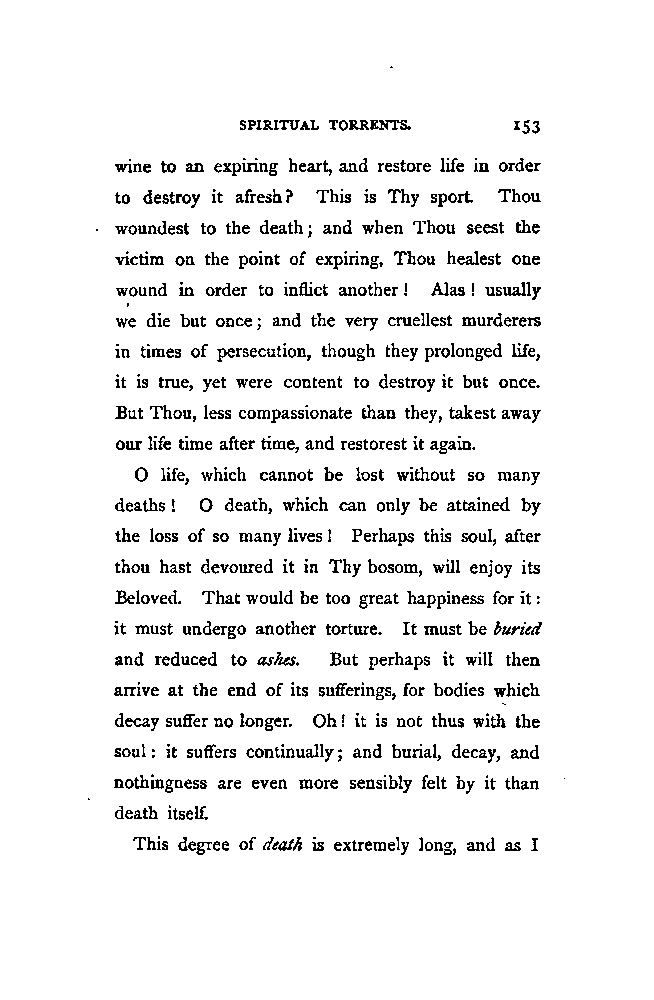 SPIRITUAL TORRENTS. 153
wine to an expiring heart, and restore life in order
to destroy it afresh? This is Thy sport. Thou
woundest to the death; and when Thou seest the
victim on the point of expiring, Thou healest one
wound in order to inflict another! Alas! usually
we die but once; and the very cruellest murderers
in times of persecution, though they prolonged life,
it is true, yet were content to destroy it but once.
But Thou, less compassionate than they, takest away
our life time after time, and restorest it again.
O life, which cannot be lost without so many
deaths! O death, which can only be attained by
the loss of so many lives! Perhaps this soul, after
thou hast devoured it in Thy bosom, will enjoy its
Beloved. That would be too great happiness for it:
it must undergo another torture. It must be buried
and reduced to ashes. But perhaps it will then
arrive at the end of its sufferings, for bodies which
decay suffer no longer. Oh! it is not thus with the
soul: it suffers continually; and burial, decay, and
nothingness are even more sensibly felt by it than
death itself.
This degree of death is extremely long, and as I